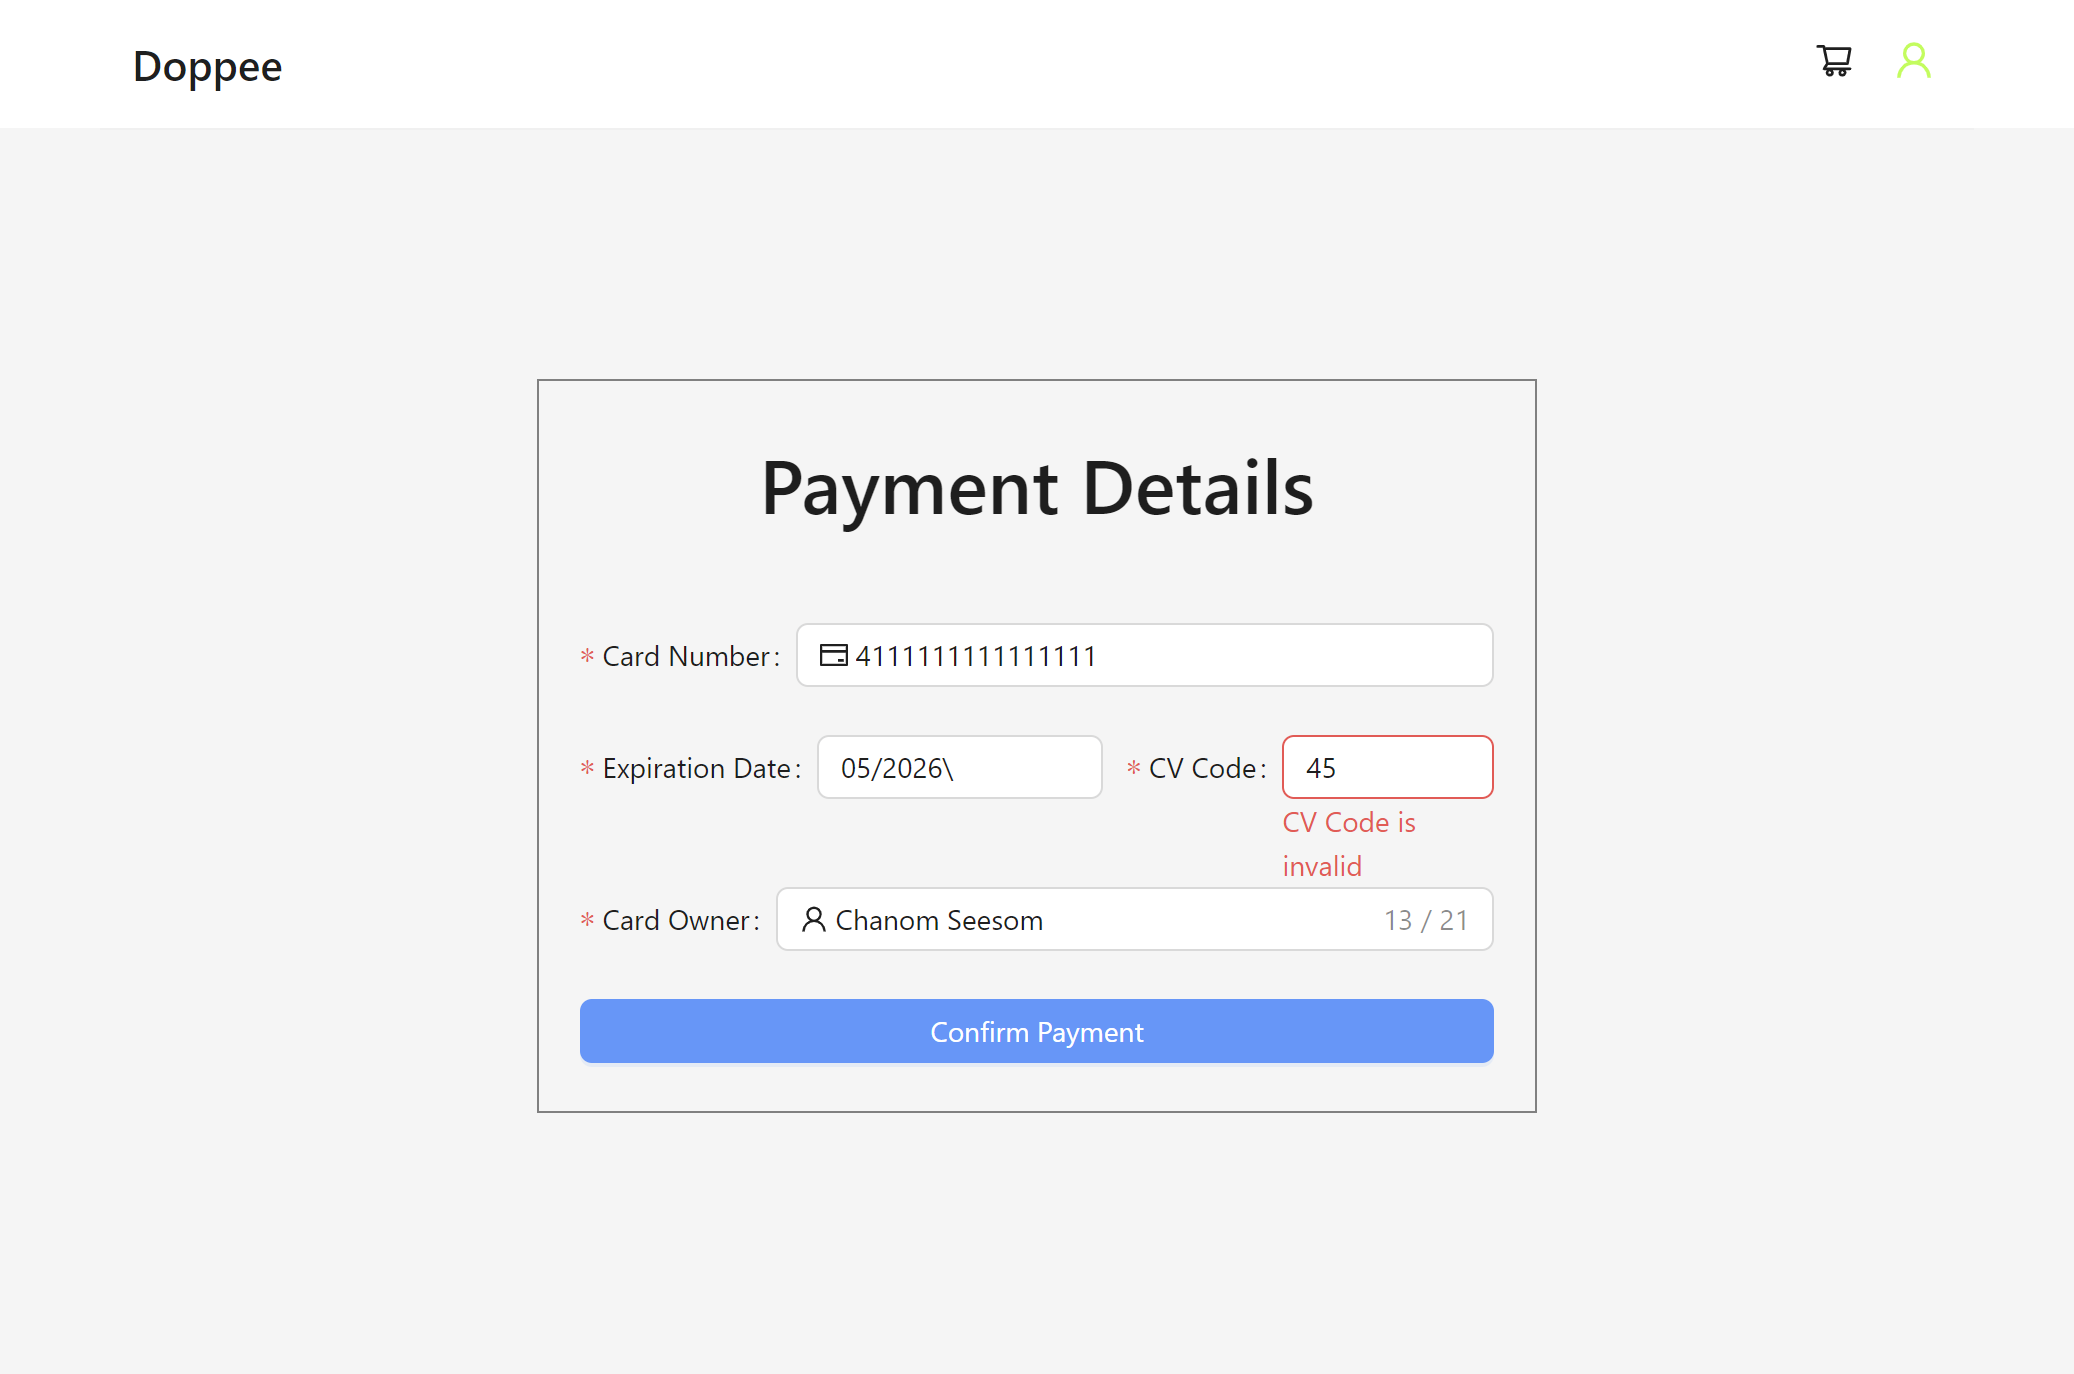 Doppee
Payment Details
* Card Number: 4111111111111111
* Expiration Date: 05/2026\ * CV Code: 45
CV Code is
invalid
* Card Owner: Chanom Seesom 13 / 21
Confirm Payment